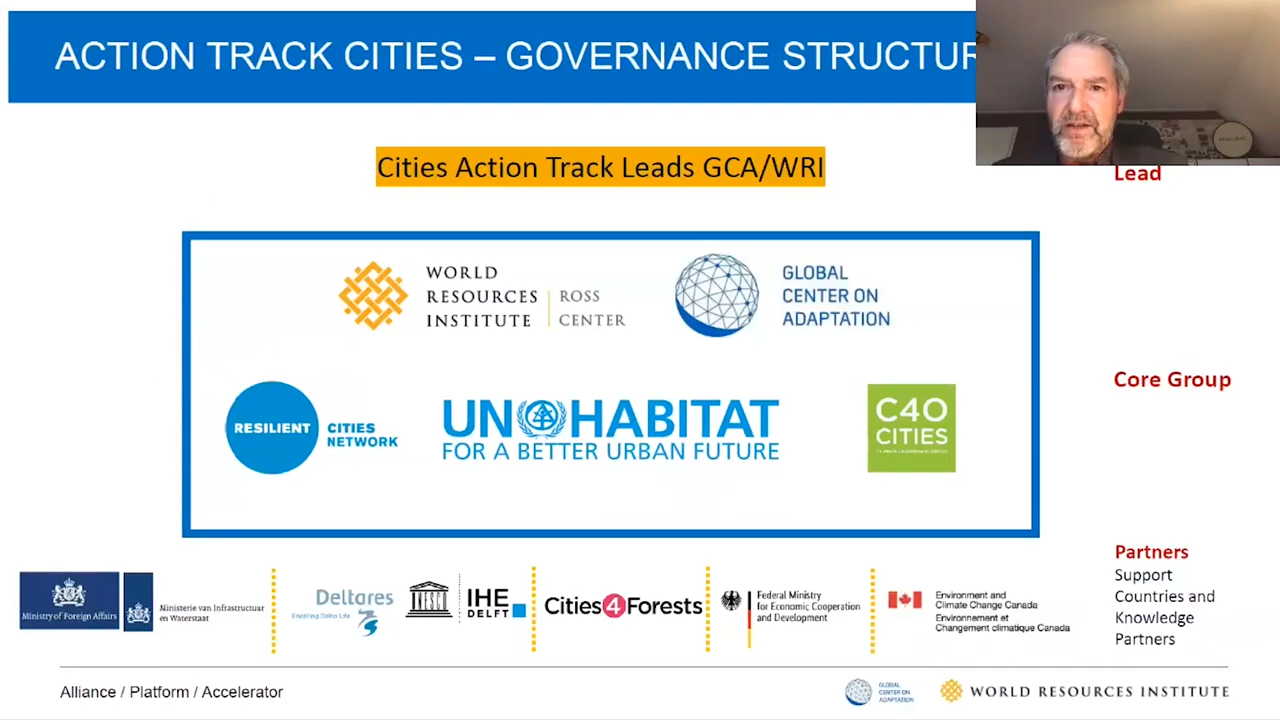 ACTION TRACK CITIES – GOVERNANCE STRUCTUR
Cities Action Track Leads GCA/WRI
Lead
WORLD
RESOURCES
INSTITUTE
ROSS
CENTER
GLOBAL
CENTER ON
ADAPTATION
Core Group
RESILIENT
CITIES
NETWORK
UN HABITAT
FOR A BETTER URBAN FUTURE
C40
CITIES
Partners
Support
Countries and
Knowledge
Partners
Ministry of Foreign Affairs
Ministerie van Infrastructuur
en Waterstaat
Deltares
Enabling Delta Life
IHE
DELFT
Cities4Forests
Federal Ministry
for Economic Cooperation
and Development
Environment and
Climate Change Canada
Environnement et
Changement climatique Canada
Alliance / Platform / Accelerator
GLOBAL
CENTER ON
ADAPTATION
WORLD RESOURCES INSTITUTE